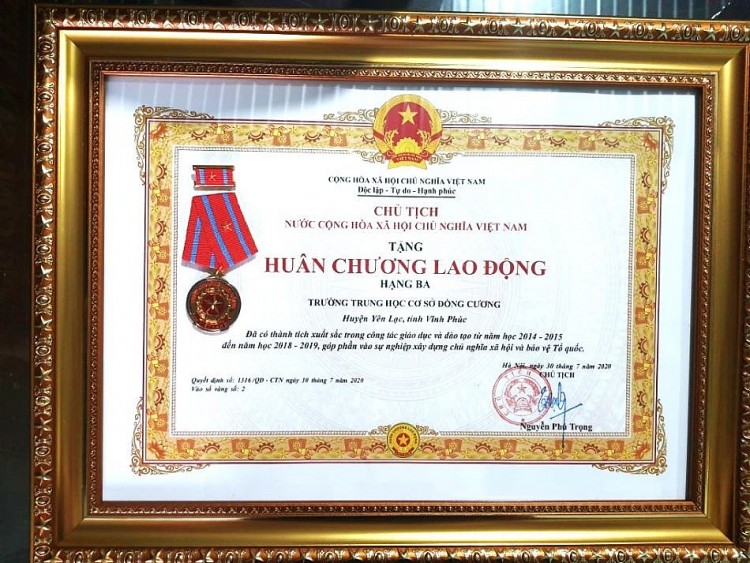 CỘNG HÒA XÃ HỘI CHỦ NGHĨA VIỆT NAM
Độc lập - Tự do - Hạnh phúc
CHỦ TỊCH
NƯỚC CỘNG HÒA XÃ HỘI CHỦ NGHĨA VIỆT NAM
TẶNG
HUÂN CHƯƠNG LAO ĐỘNG
HẠNG BA
TRƯỜNG TRUNG HỌC CƠ SỞ ĐỒNG CƯƠNG
Huyện Yên Lạc, tỉnh Vĩnh Phúc
Đã có thành tích xuất sắc trong công tác giáo dục và đào tạo từ năm học 2014 - 2015
đến năm học 2018 - 2019, góp phần vào sự nghiệp xây dựng chủ nghĩa xã hội và bảo vệ Tổ quốc.
Hà Nội, ngày 30 tháng 7 năm 2020
CHỦ TỊCH
Quyết định số: 1316/QĐ - CTN ngày 30 tháng 7 năm 2020
Vào sổ vàng số: 2
Nguyễn Phú Trọng